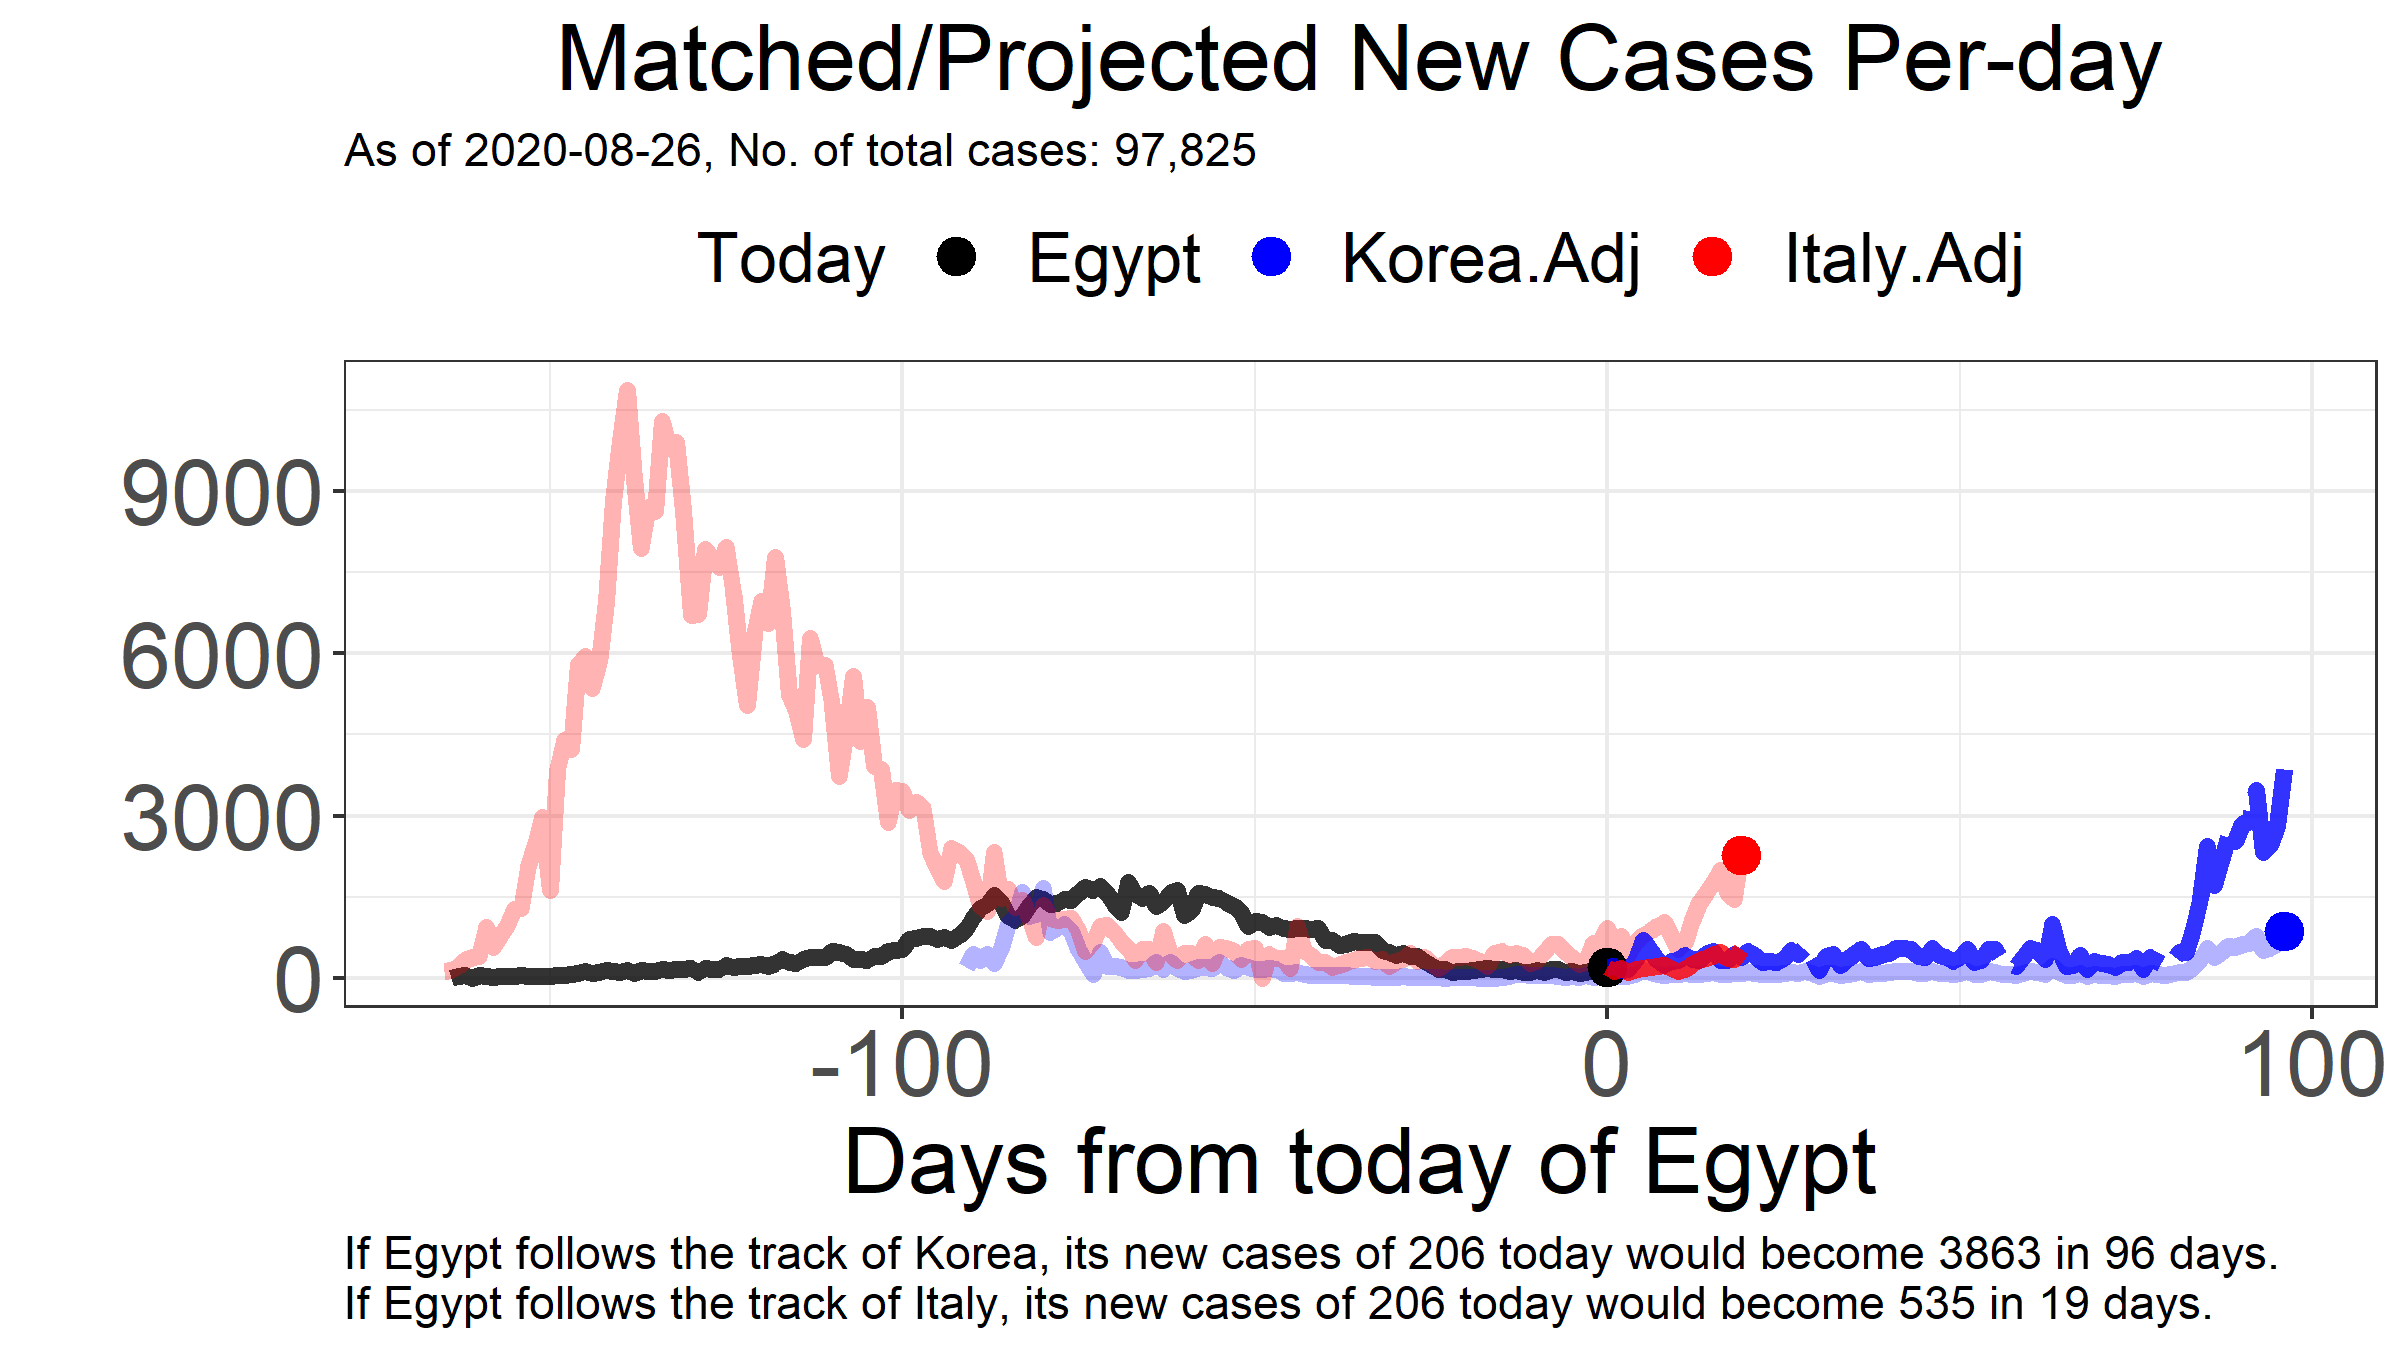 Matched/Projected New Cases Per-day
As of 2020-08-26, No. of total cases: 97,825
Today Egypt Korea.Adj Italy.Adj
9000
6000
3000
0
-100 0 100
Days from today of Egypt
If Egypt follows the track of Korea, its new cases of 206 today would become 3863 in 96 days.
If Egypt follows the track of Italy, its new cases of 206 today would become 535 in 19 days.